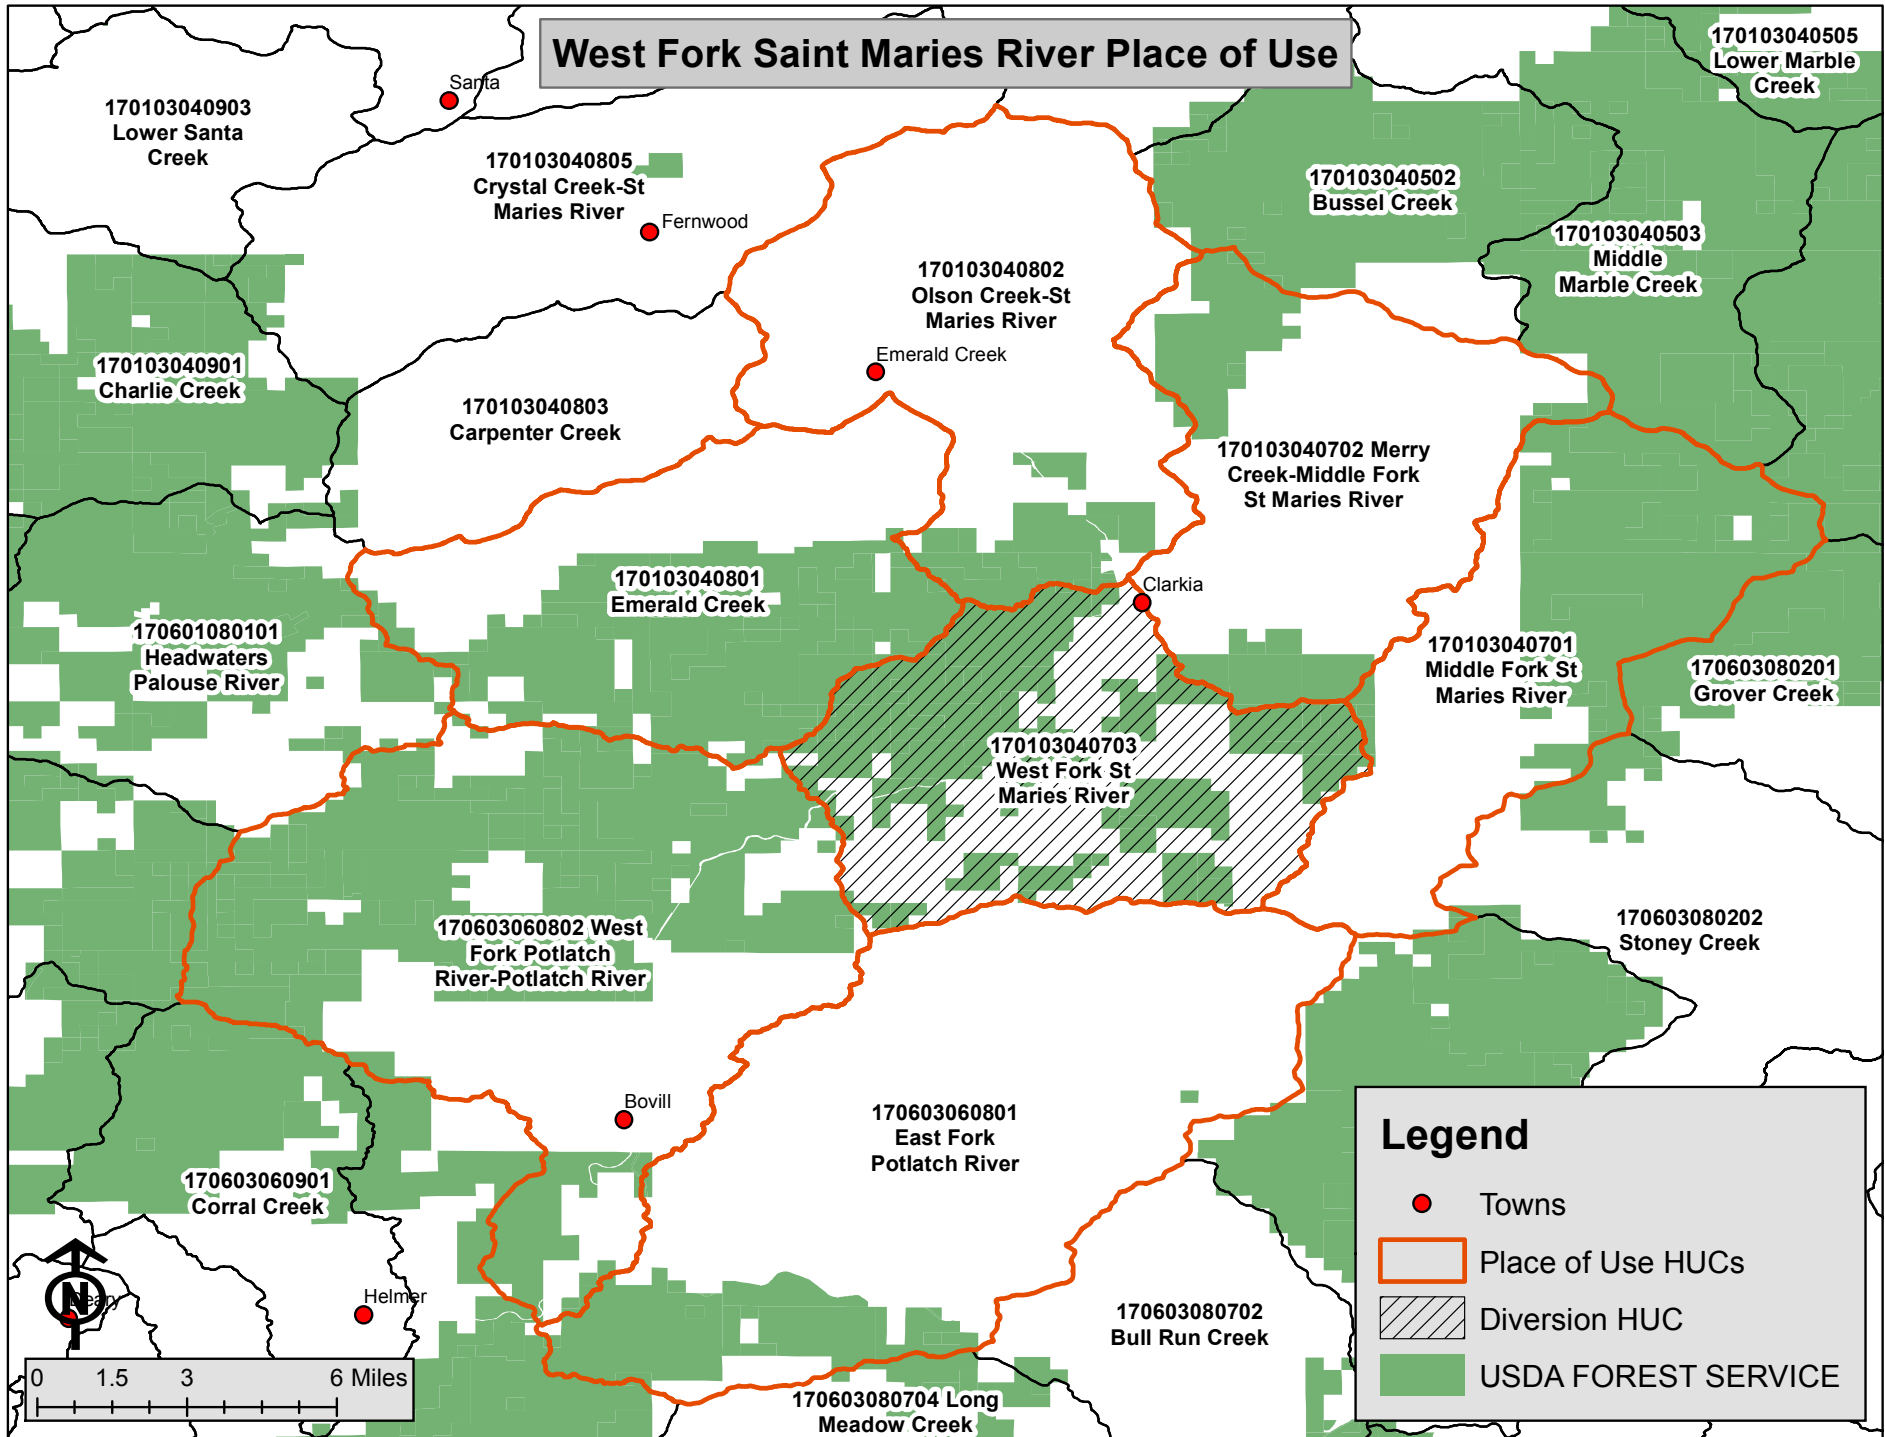 West Fork Saint Maries River Place of Use
170103040505
Lower Marble
Creek
Santa
170103040903
Lower Santa
Creek
170103040805
Crystal Creek-St
Maries River
Fernwood
170103040502
Bussel Creek
170103040503
Middle
Marble Creek
170103040802
Olson Creek-St
Maries River
Emerald Creek
170103040901
Charlie Creek
170103040803
Carpenter Creek
170103040702 Merry
Creek-Middle Fork
St Maries River
170103040801
Emerald Creek
Clarkia
170601080101
Headwaters
Palouse River
170103040701
Middle Fork St
Maries River
170603080201
Grover Creek
170103040703
West Fork St
Maries River
170603060802 West
Fork Potlatch
River-Potlatch River
170603080202
Stoney Creek
Bovill
170603060801
East Fork
Potlatch River
170603060901
Corral Creek
Helmer
Deary
N
170603080702
Bull Run Creek
1706603080704 Long
Meadow Creek
0 1.5 3 6 Miles
Legend
Towns
Place of Use HUCs
Diversion HUC
USDA FOREST SERVICE